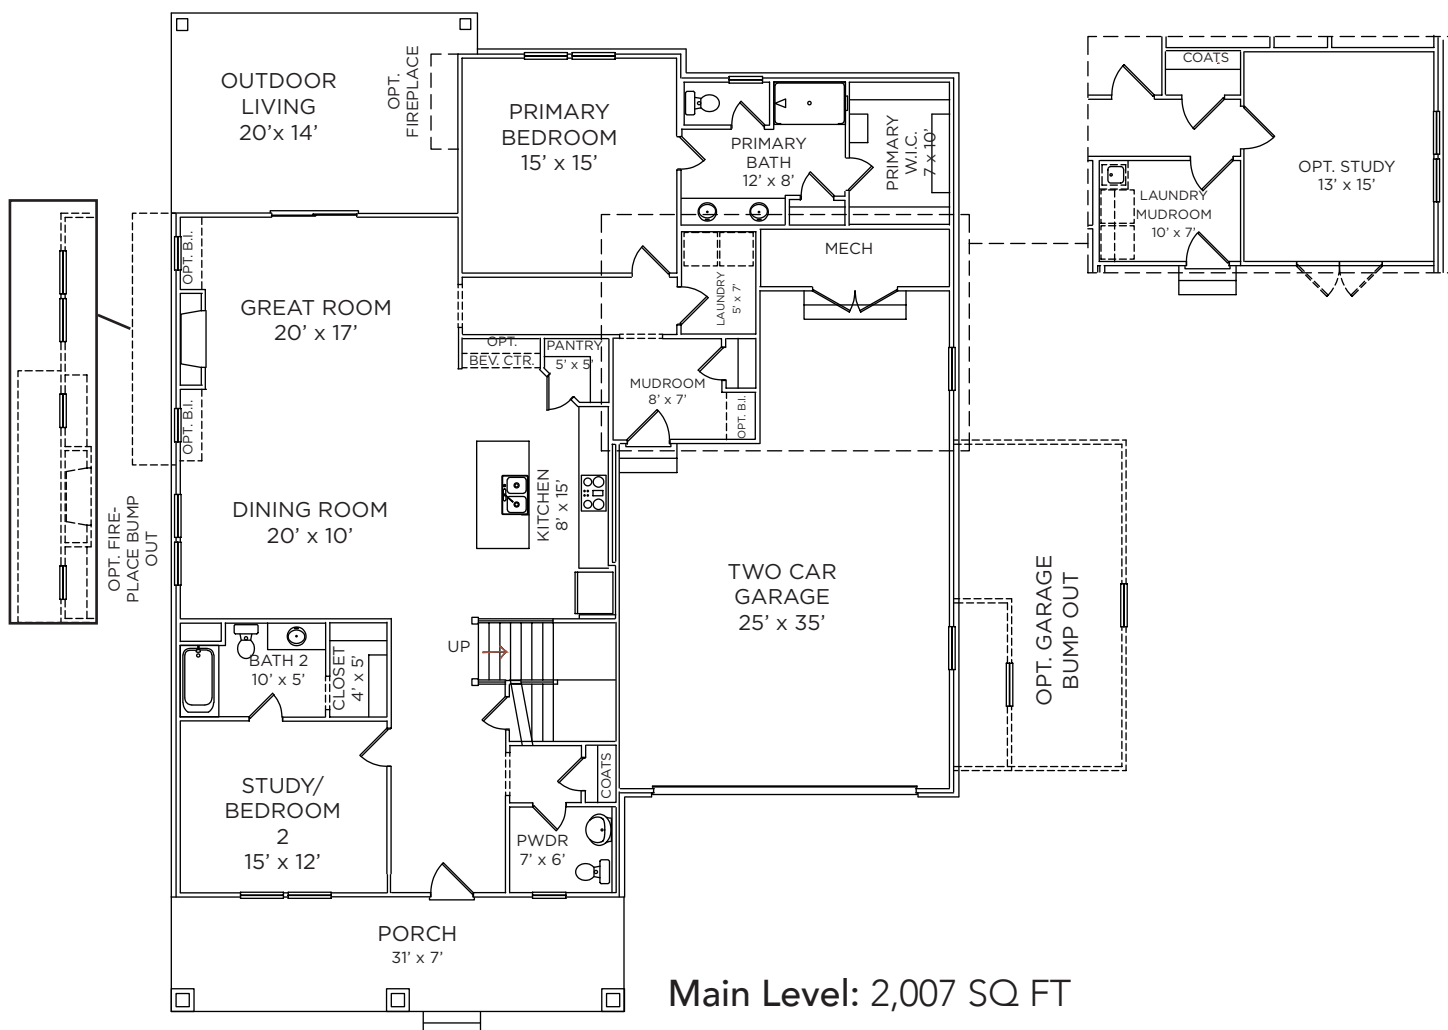 OUTDOOR
LIVING
20'x 14'
OPT.
FIREPLACE
PRIMARY
BEDROOM
15' x 15'
PRIMARY
BATH
12' x 8'
PRIMARY
W.I.C.
7 x 10'
COATS
OPT. STUDY
13' x 15'
LAUNDRY
MUDROOM
10' x 7'
MECH
LAUNDRY
5' x 7'
OPT. B.I.
GREAT ROOM
20' x 17'
OPT.
BEV. CTR.
PANTRY
5' x 5'
MUDROOM
8' x 7'
OPT. B.I.
OPT. B.I.
DINING ROOM
20' x 10'
KITCHEN
8' x 15'
OPT. FIRE-
PLACE BUMP
OUT
TWO CAR
GARAGE
25' x 35'
OPT. GARAGE
BUMP OUT
UP
BATH 2
10' x 5'
CLOSET
4' x 5'
STUDY/
BEDROOM
2
15' x 12'
COATS
PWDR
7' x 6'
PORCH
31' x 7'
Main Level: 2,007 SQ FT